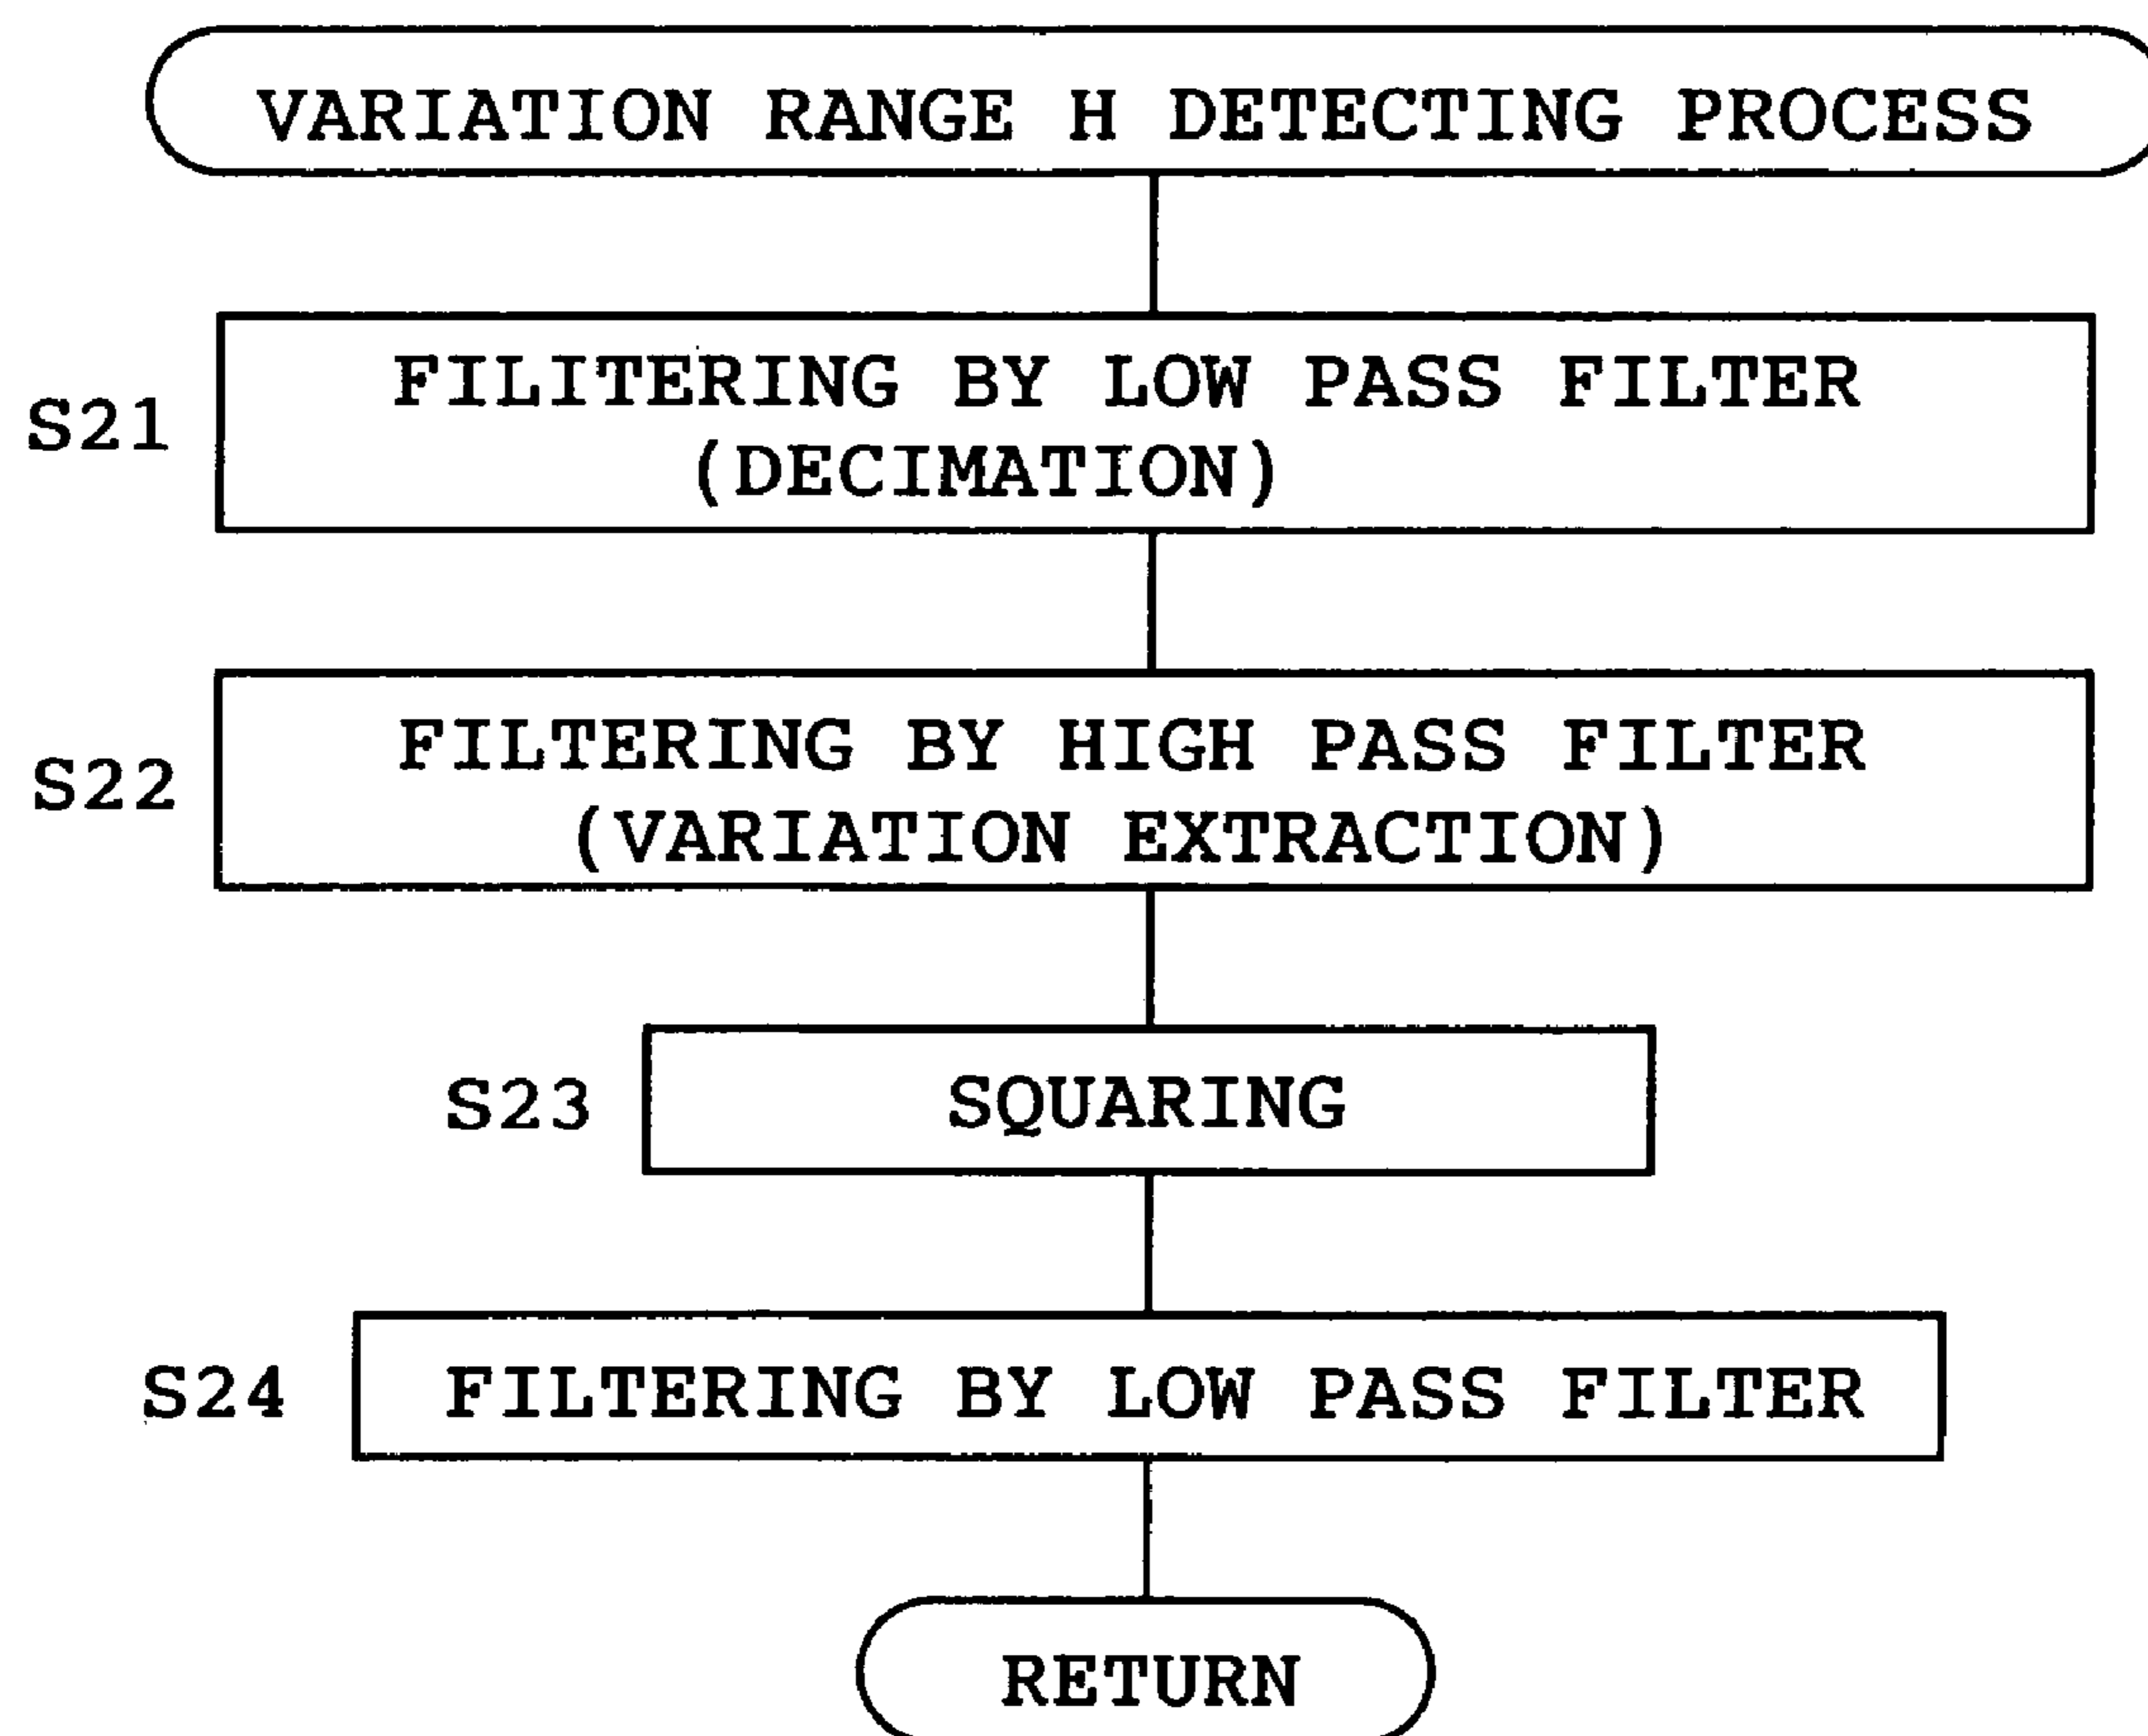 VARIATION RANGE H DETECTING PROCESS
S21
FILITERING BY LOW PASS FILTER
(DECIMATION)
S22
FILTERING BY HIGH PASS FILTER
(VARIATION EXTRACTION)
S23
SQUARING
S24
FILTERING BY LOW PASS FILTER
RETURN